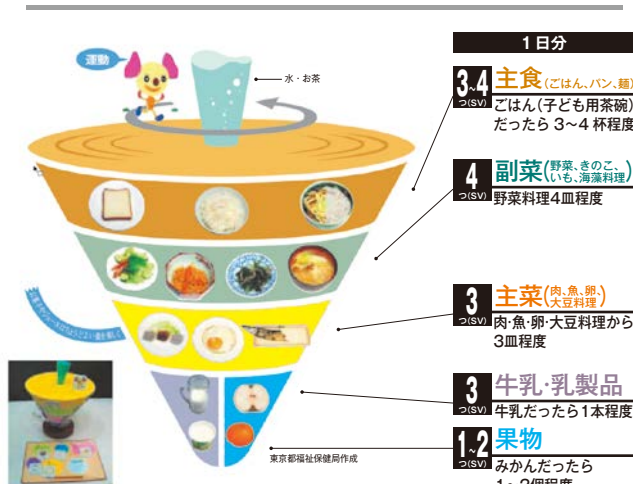 運動
水・お茶
1日分
3~4
つ(SV)
主食(ごはん、パン、麺)
ごはん(子ども用茶碗)
だったら 3〜4 杯程度
4
つ(SV)
副菜(野菜、きのこ、
いも、海藻料理)
野菜料理4皿程度
3
つ(SV)
主菜(肉、魚、卵、
大豆料理)
肉・魚・卵・大豆料理から
3皿程度
3
つ(SV)
牛乳・乳製品
牛乳だったら1本程度
1~2
つ(SV)
果物
みかんだったら
1〜2個程度
東京都福祉保健局作成